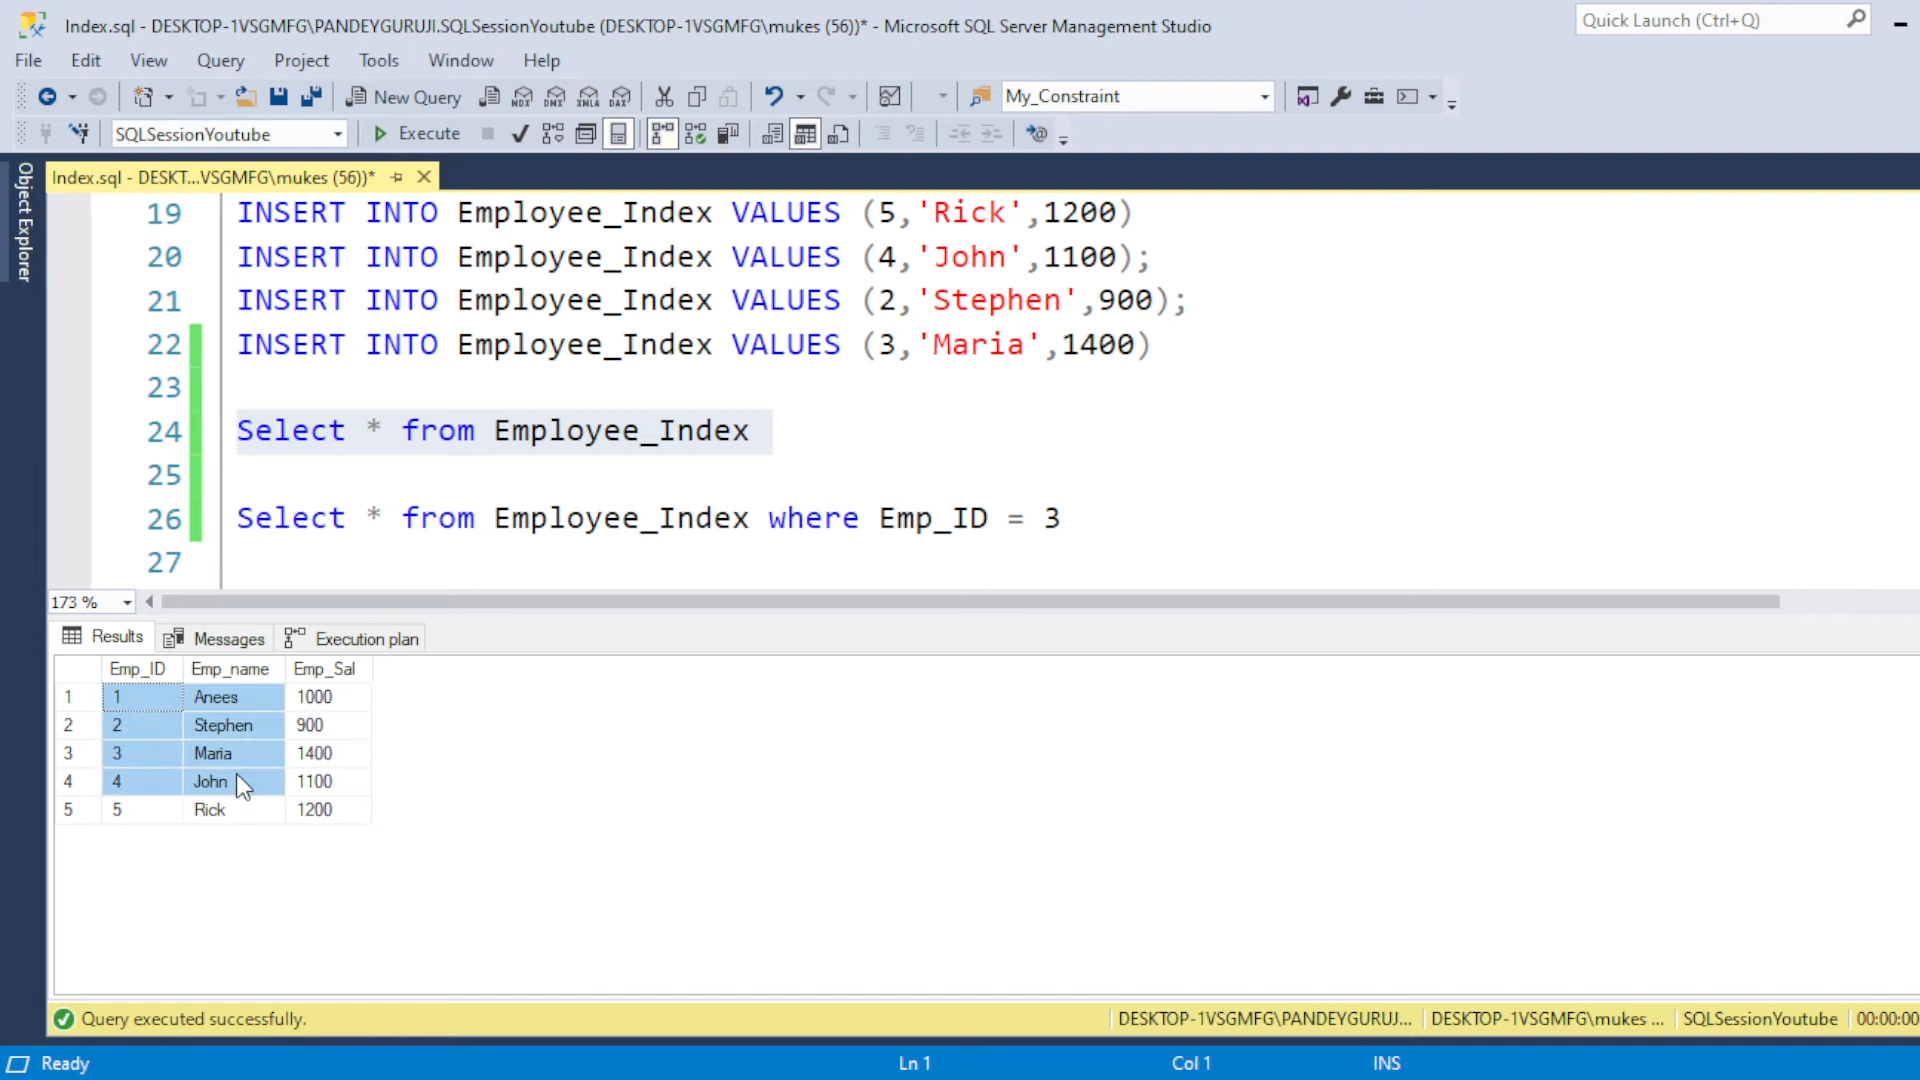 Index.sql - DESKTOP-1VSGMFG\PANDEYGURUJI.SQLSessionYoutube (DESKTOP-1VSGMFG\mukes (56))* - Microsoft SQL Server Management Studio
Quick Launch (Ctrl+Q)
File Edit View Query Project Tools Window Help
New Query MDX DMX XMLA DAX My_Constraint
SQLSessionYoutube Execute
Object Explorer
Index.sql - DESKT...VSGMFG\mukes (56))*
19 INSERT INTO Employee_Index VALUES (5,'Rick',1200)
20 INSERT INTO Employee_Index VALUES (4,'John',1100);
21 INSERT INTO Employee_Index VALUES (2,'Stephen',900);
22 INSERT INTO Employee_Index VALUES (3,'Maria',1400)
23
24 Select * from Employee_Index
25
26 Select * from Employee_Index where Emp_ID = 3
27
173 %
Results Messages Execution plan
Emp_ID Emp_name Emp_Sal
1 1 Anees 1000
2 2 Stephen 900
3 3 Maria 1400
4 4 John 1100
5 5 Rick 1200
Query executed successfully. DESKTOP-1VSGMFG\PANDEYGURUJ... DESKTOP-1VSGMFG\mukes ... SQLSessionYoutube 00:00:00
Ready Ln 1 Col 1 INS